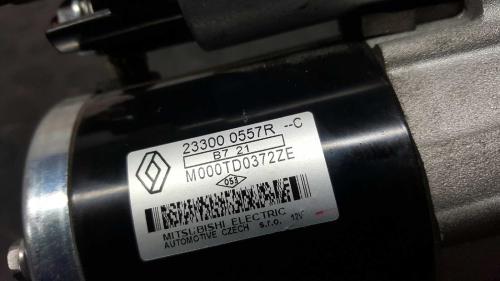 23300 0557R --C
B7 21
M000TD0372ZE
053
MITSUBISHI ELECTRIC
AUTOMOTIVE CZECH s.r.o. 12V